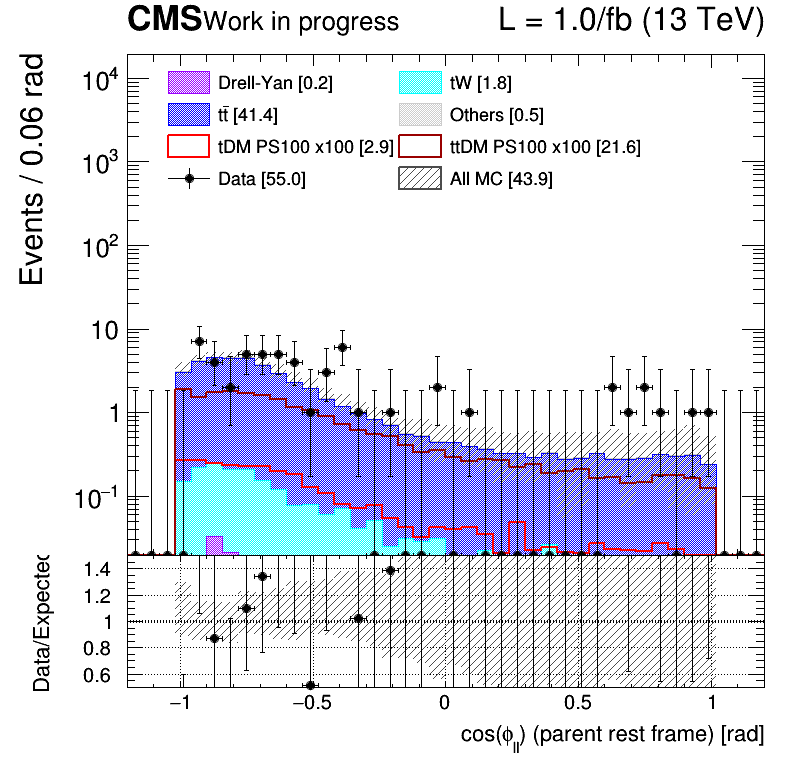 CMS Work in progress L = 1.0/fb (13 TeV)
Events / 0.06 rad
10⁴
10³
10²
10
1
10⁻¹
Drell-Yan [0.2] tW [1.8]
tt̄ [41.4] Others [0.5]
tDM PS100 x100 [2.9] ttDM PS100 x100 [21.6]
Data [55.0] All MC [43.9]
Data/Expected
1.4
1.2
1
0.8
0.6
−1 −0.5 0 0.5 1
cos(ϕ_ll) (parent rest frame) [rad]